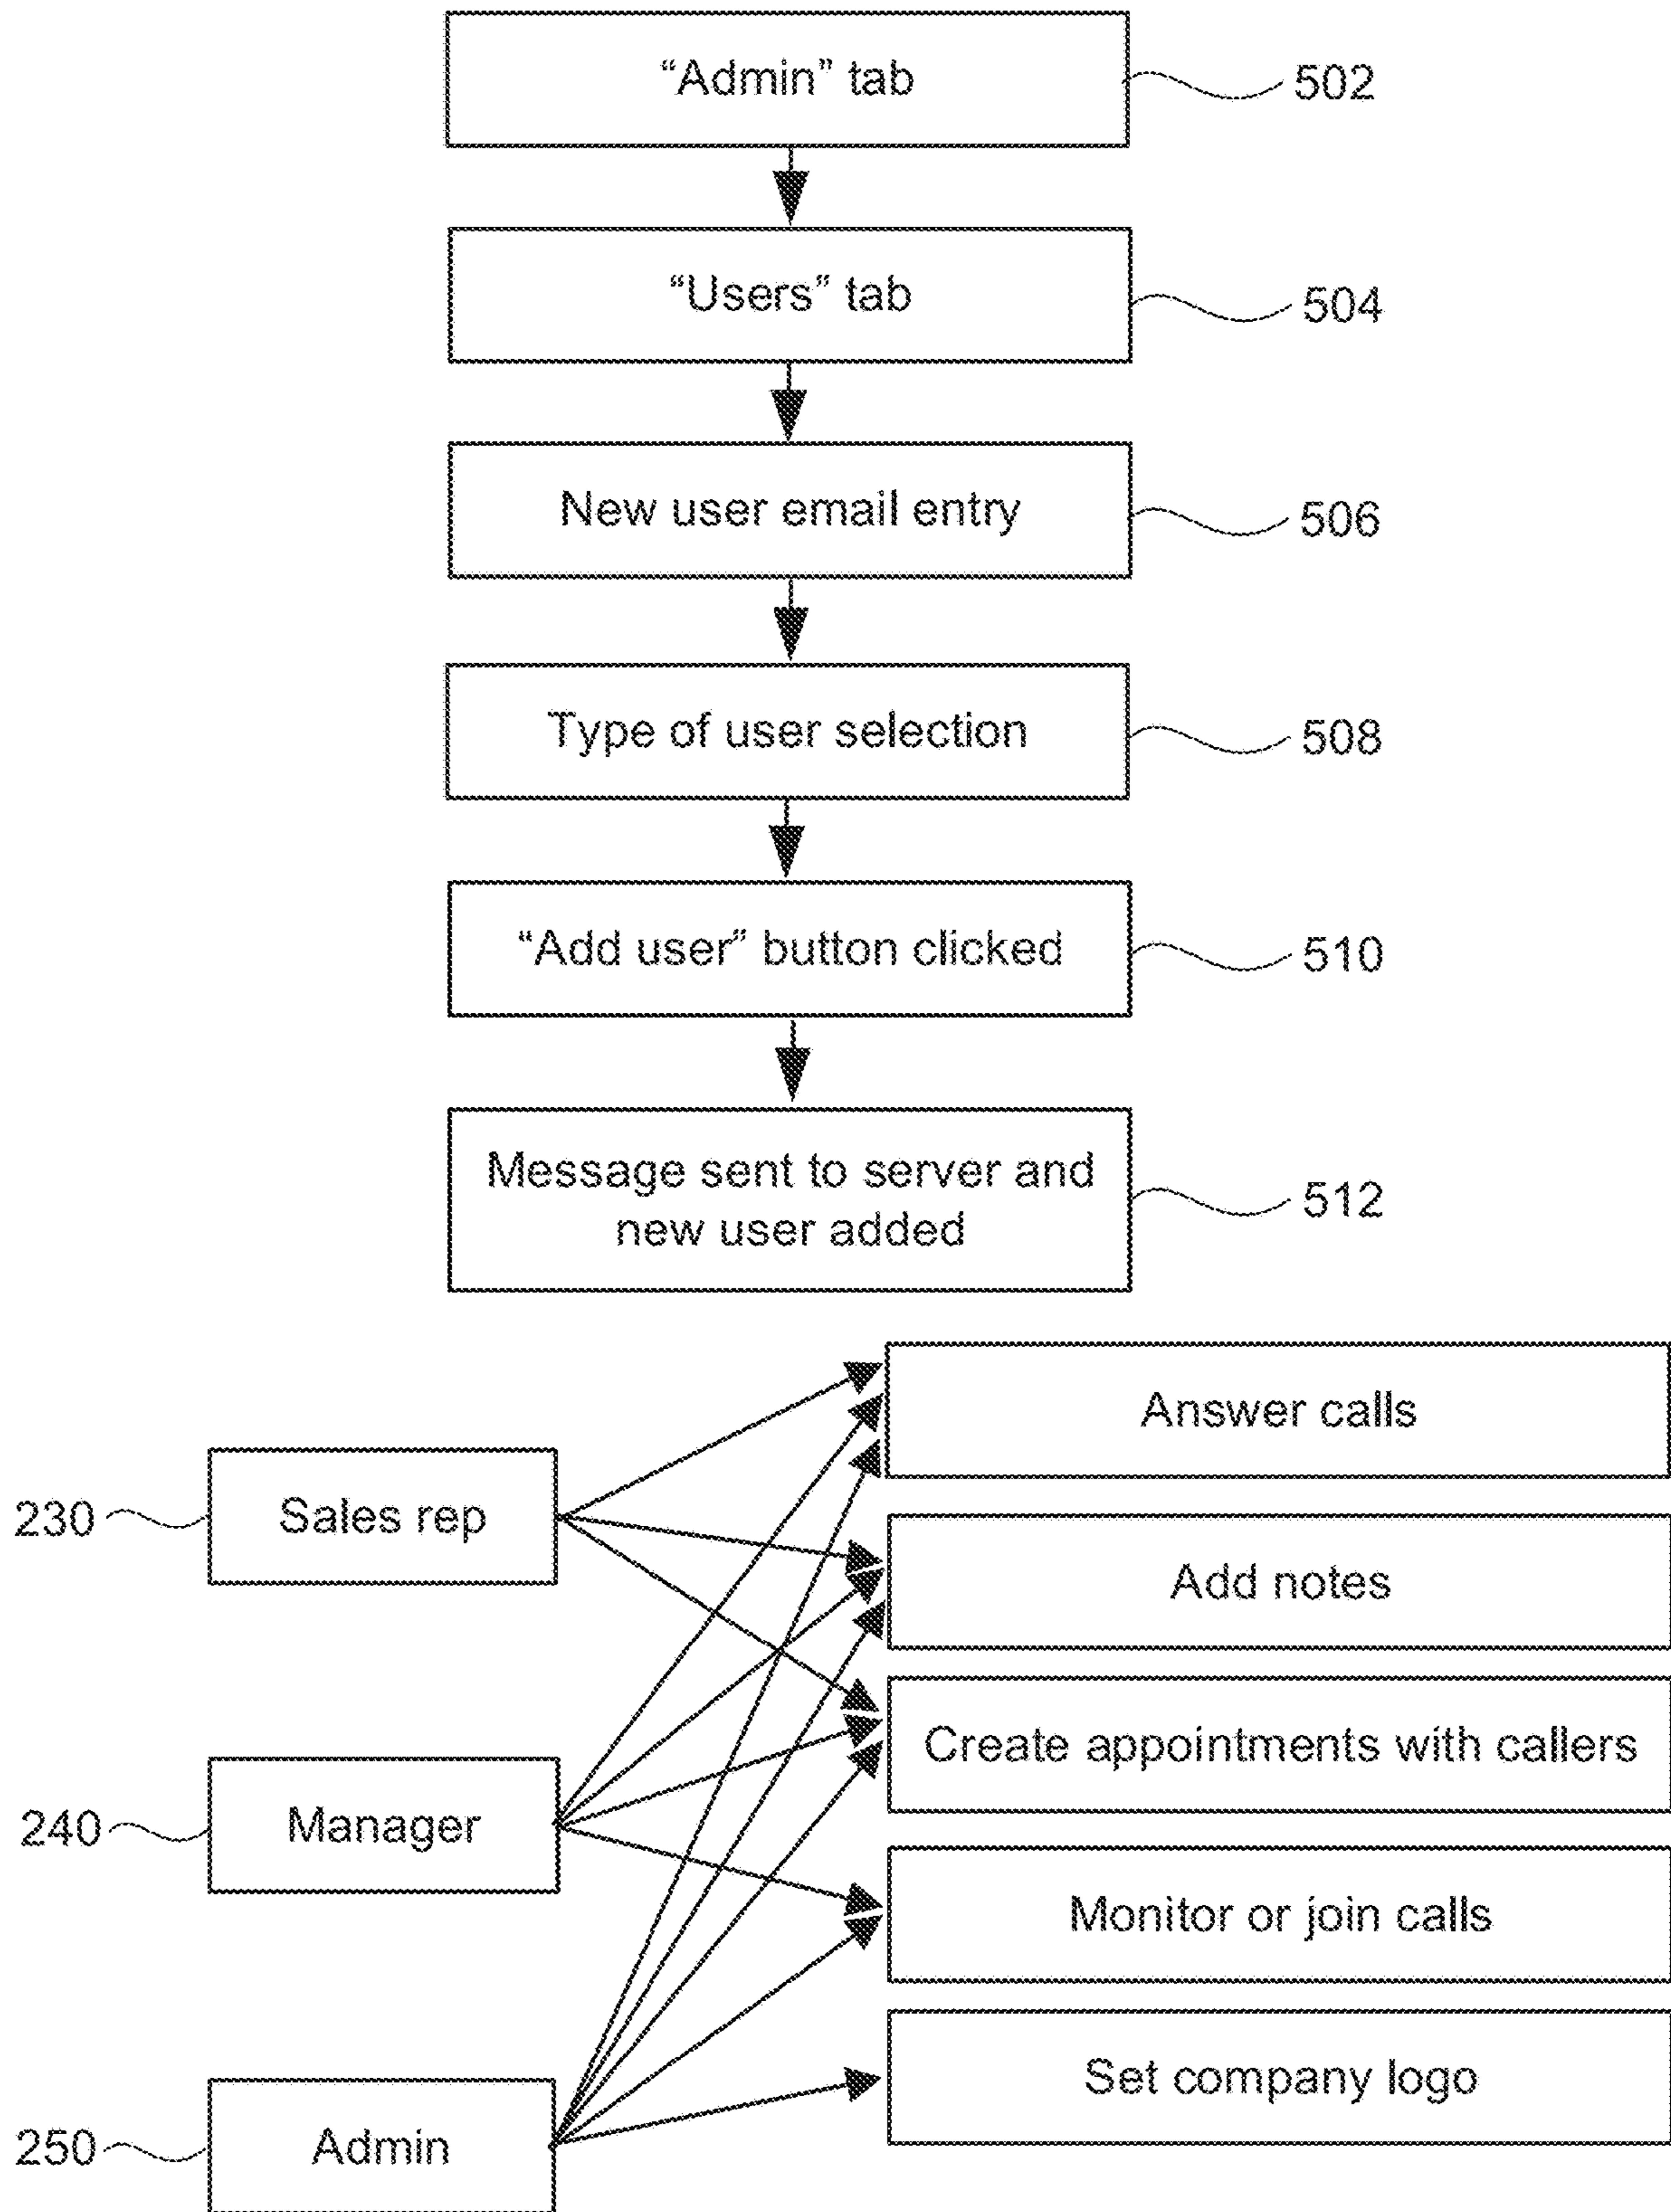 “Admin” tab
502
“Users” tab
504
New user email entry
506
Type of user selection
508
“Add user” button clicked
510
Message sent to server and
new user added
512
Answer calls
230
Sales rep
Add notes
Create appointments with callers
240
Manager
Monitor or join calls
Set company logo
250
Admin